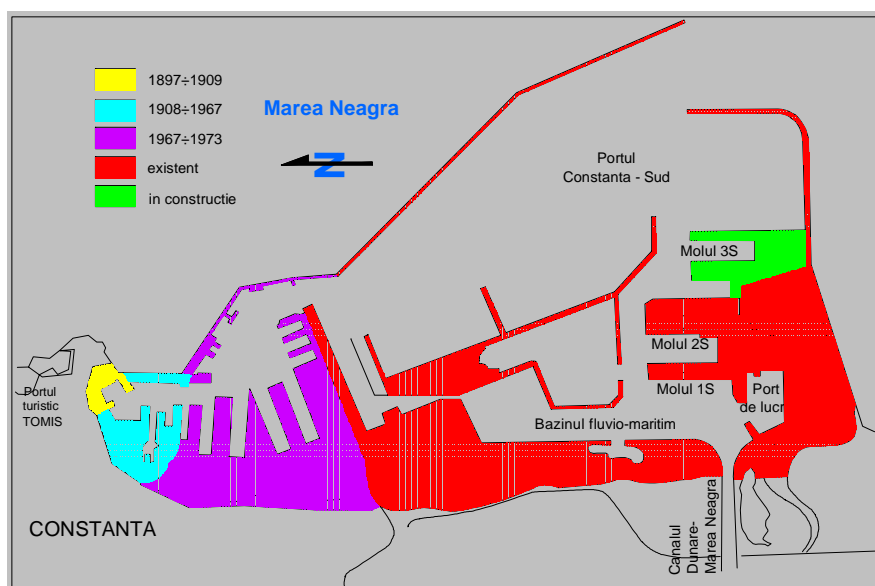 1897÷1909
1908÷1967
1967÷1973
existent
in constructie
Marea Neagra
N
Portul
Constanta - Sud
Molul 3S
Molul 2S
Molul 1S
Port
de lucr
Bazinul fluvio-maritim
Portul
turistic
TOMIS
CONSTANTA
Canalul
Dunare-
Marea Neagra